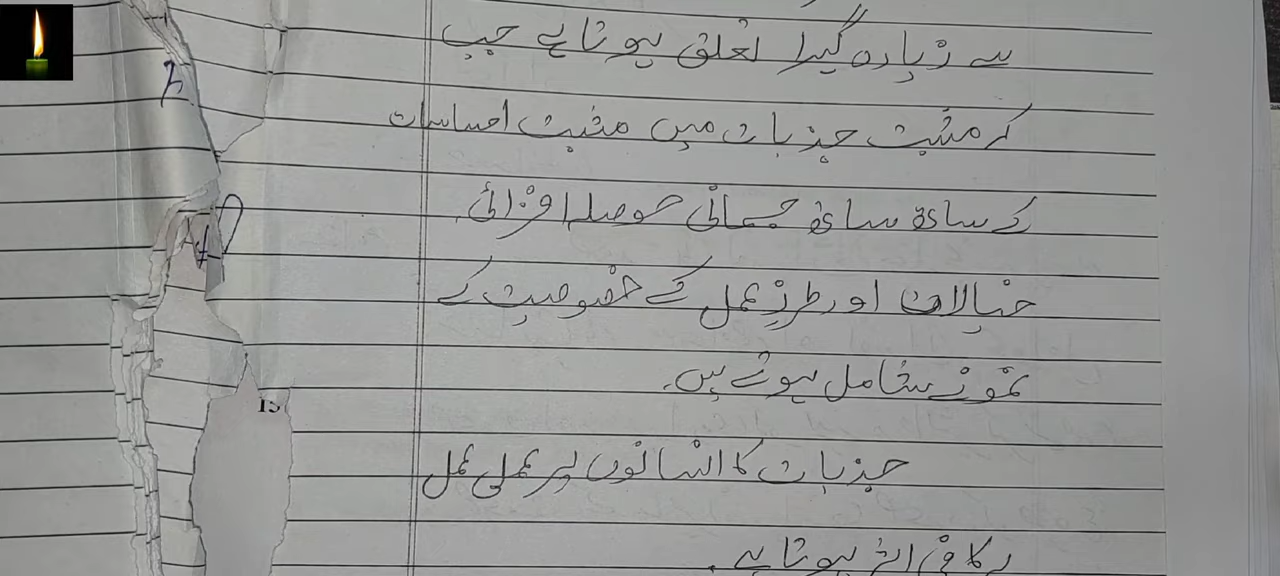 سے زیادہ گہرا تعلق ہوتا ہے جب
کہ مثبت جذبات میں مثبت احساسات
کے ساتھ ساتھ جسمانی حوصلہ افزائی
خیالات اور طرزِ عمل کے خصوصیت کے
نمونے شامل ہوتے ہیں۔
جذبات کا انسانوں پر عملی عمل
کافی اثر ہوتا ہے۔
15